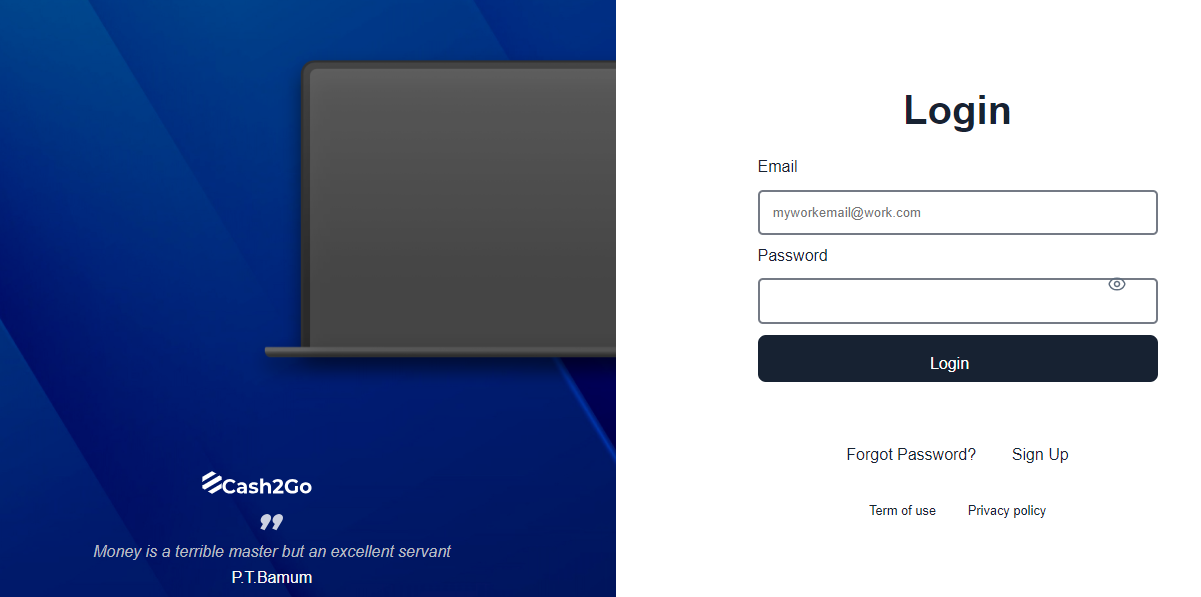 Cash2Go
”
Money is a terrible master but an excellent servant
P.T.Bamum
Login
Email
myworkemail@work.com
Password
Login
Forgot Password? Sign Up
Term of use Privacy policy